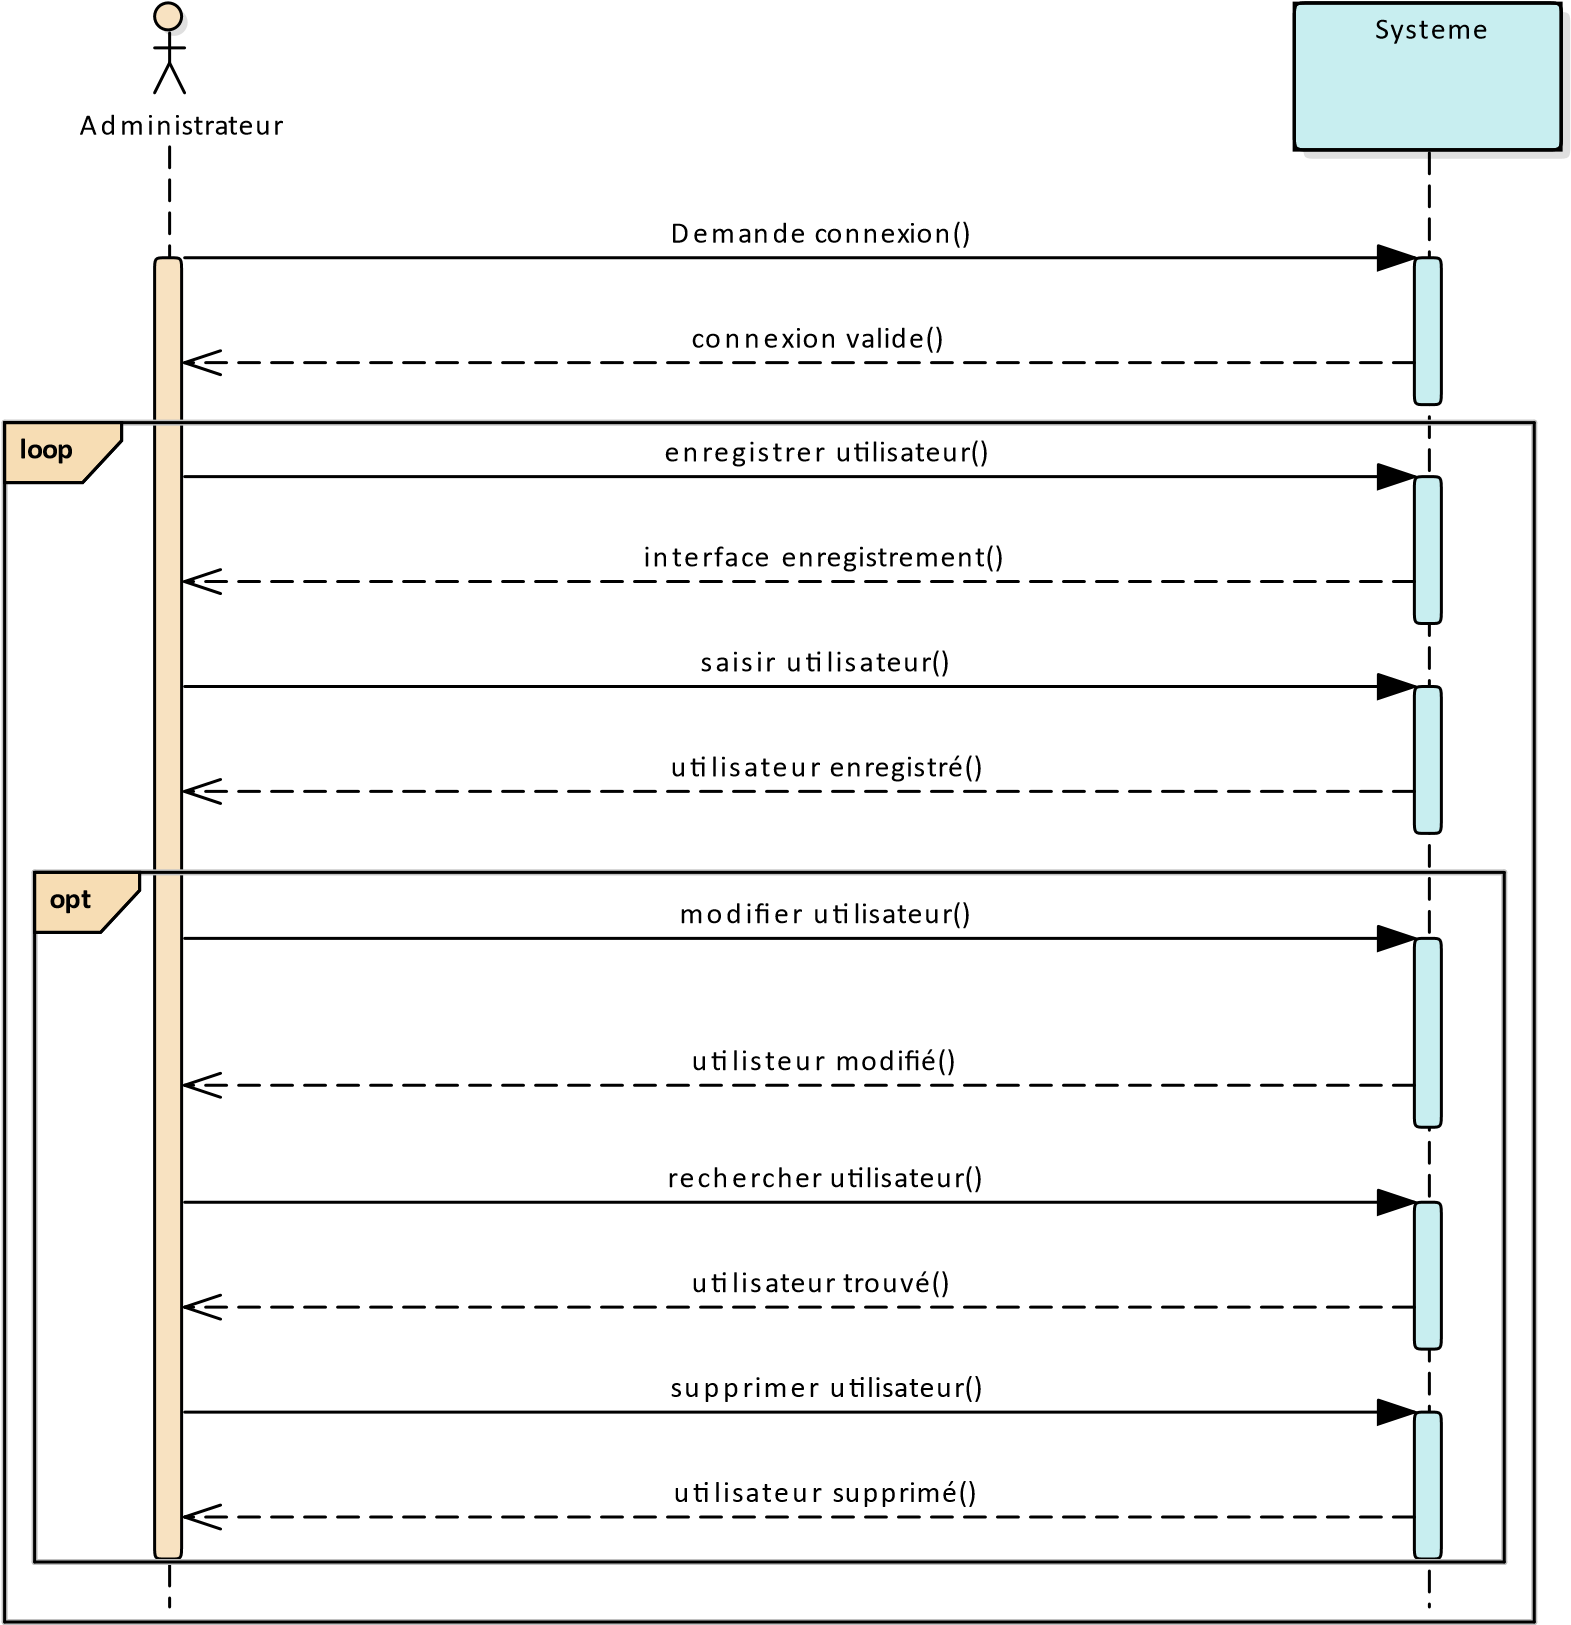 Administrateur
Systeme
Demande connexion()
connexion valide()
loop
enregistrer utilisateur()
interface enregistrement()
saisir utilisateur()
utilisateur enregistré()
opt
modifier utilisateur()
utilisteur modifié()
rechercher utilisateur()
utilisateur trouvé()
supprimer utilisateur()
utilisateur supprimé()